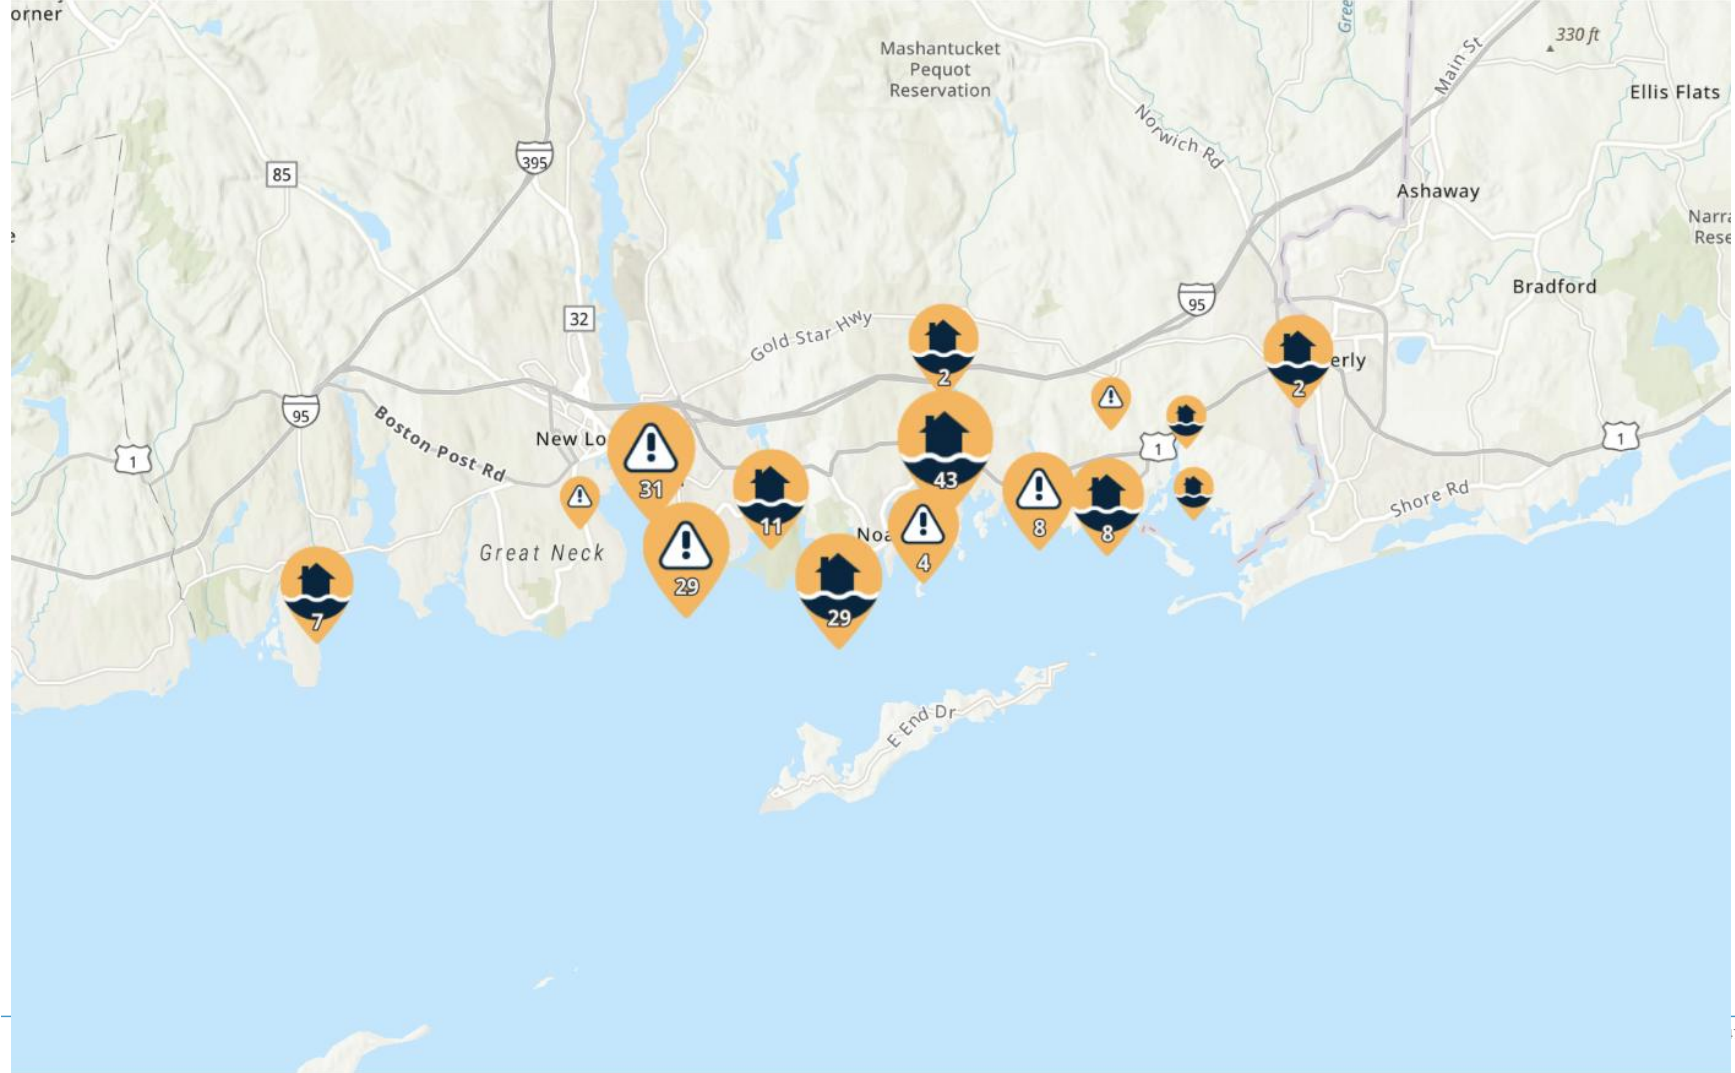 orner
Mashantucket
Pequot
Reservation
330 ft
Main St
Ellis Flats
Norwich Rd
395
85
Ashaway
Bradford
95
32
Gold Star Hwy
2
2
erly
95
Boston Post Rd
1
New Lo
31
43
1
1
11
8
8
Shore Rd
Noa
4
Great Neck
29
29
7
E End Dr